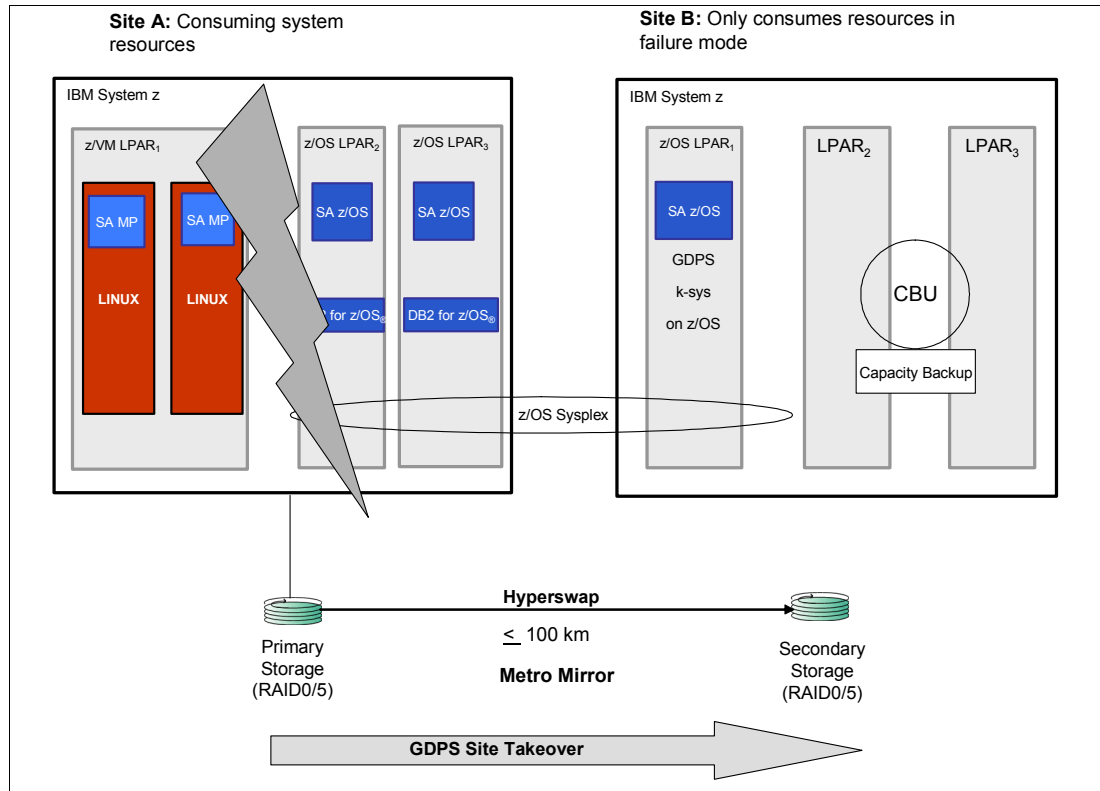 Site A: Consuming system
resources
Site B: Only consumes resources in
failure mode
IBM System z
z/VM LPAR1
SA MP
LINUX
SA MP
LINUX
z/OS LPAR2
SA z/OS
for z/OS®
z/OS LPAR3
SA z/OS
DB2 for z/OS®
IBM System z
z/OS LPAR1
SA z/OS
GDPS
k-sys
on z/OS
LPAR2
LPAR3
CBU
Capacity Backup
z/OS Sysplex
Hyperswap
< 100 km
Metro Mirror
Primary
Storage
(RAID0/5)
Secondary
Storage
(RAID0/5)
GDPS Site Takeover